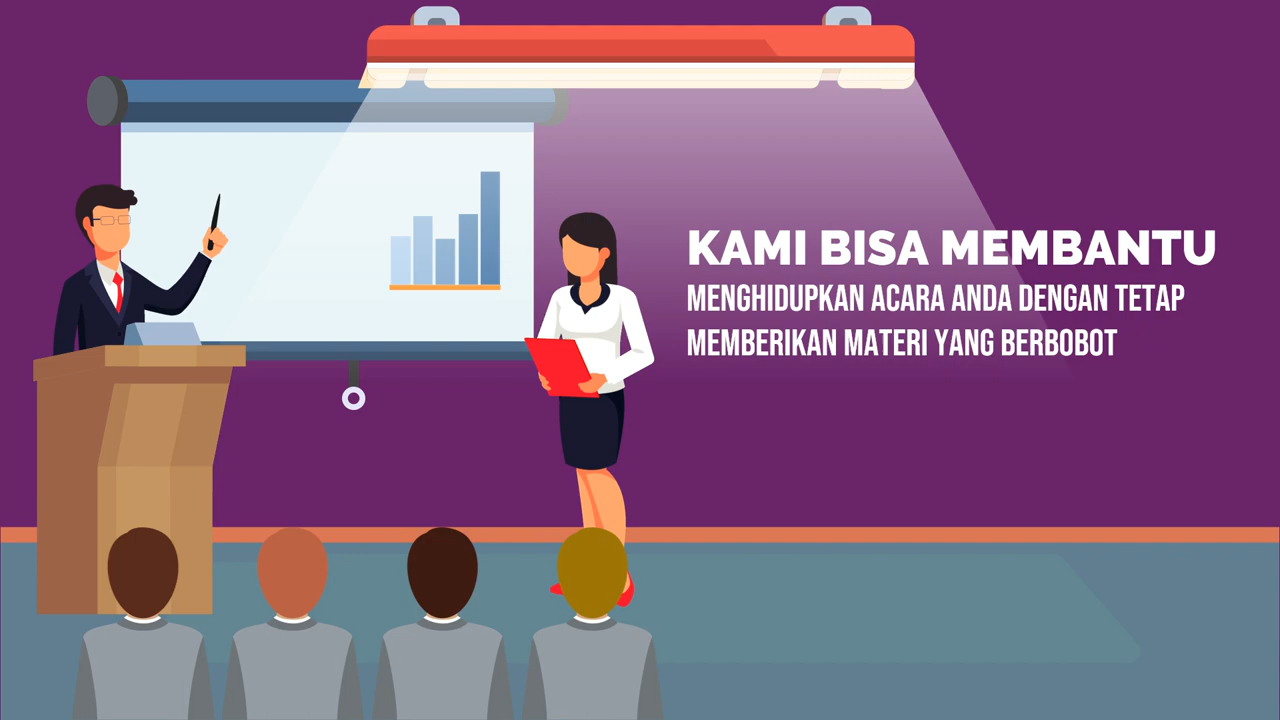 KAMI BISA MEMBANTU
MENGHIDUPKAN ACARA ANDA DENGAN TETAP
MEMBERIKAN MATERI YANG BERBOBOT